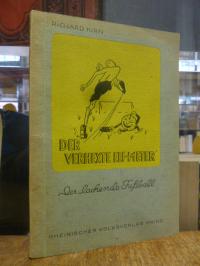 RICHARD KIRN
DER
VERHEXTE ELFMETER
Der lachende Fußball
RHEINISCHER VOLKSVERLAG MAINZ